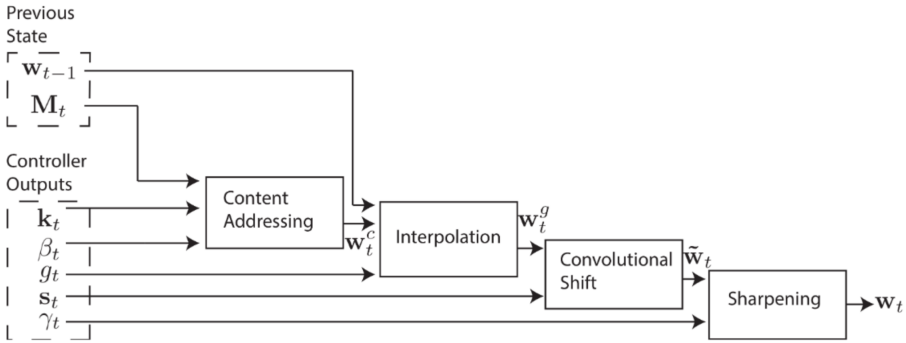 Previous
State
w_{t−1}
M_t
Controller
Outputs
k_t
β_t
g_t
s_t
γ_t
Content
Addressing
w_t^c
Interpolation
w_t^g
Convolutional
Shift
w̃_t
Sharpening
w_t